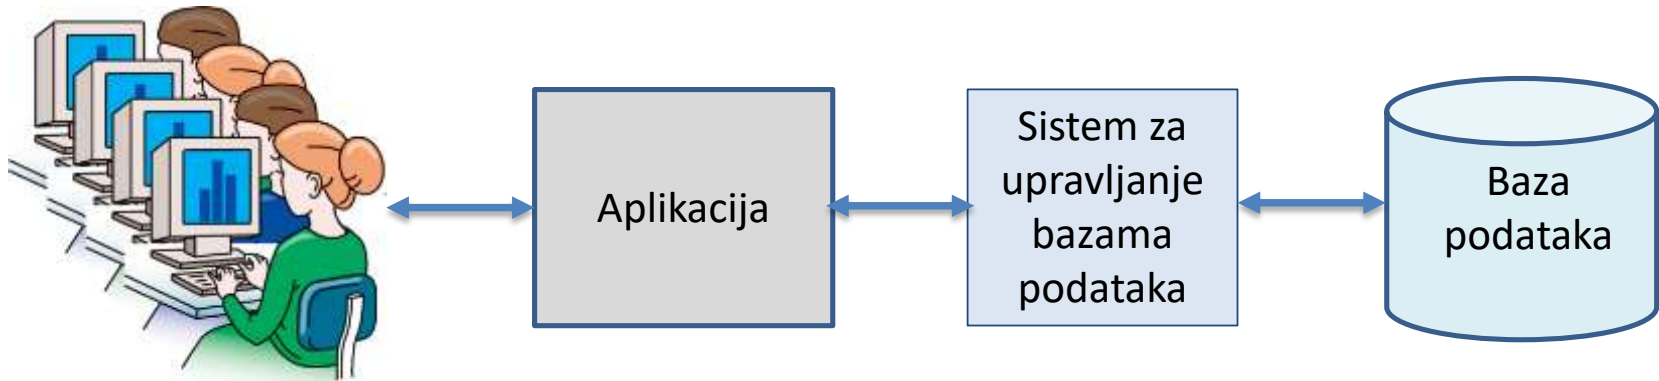 Aplikacija
Sistem za
upravljanje
bazama
podataka
Baza
podataka